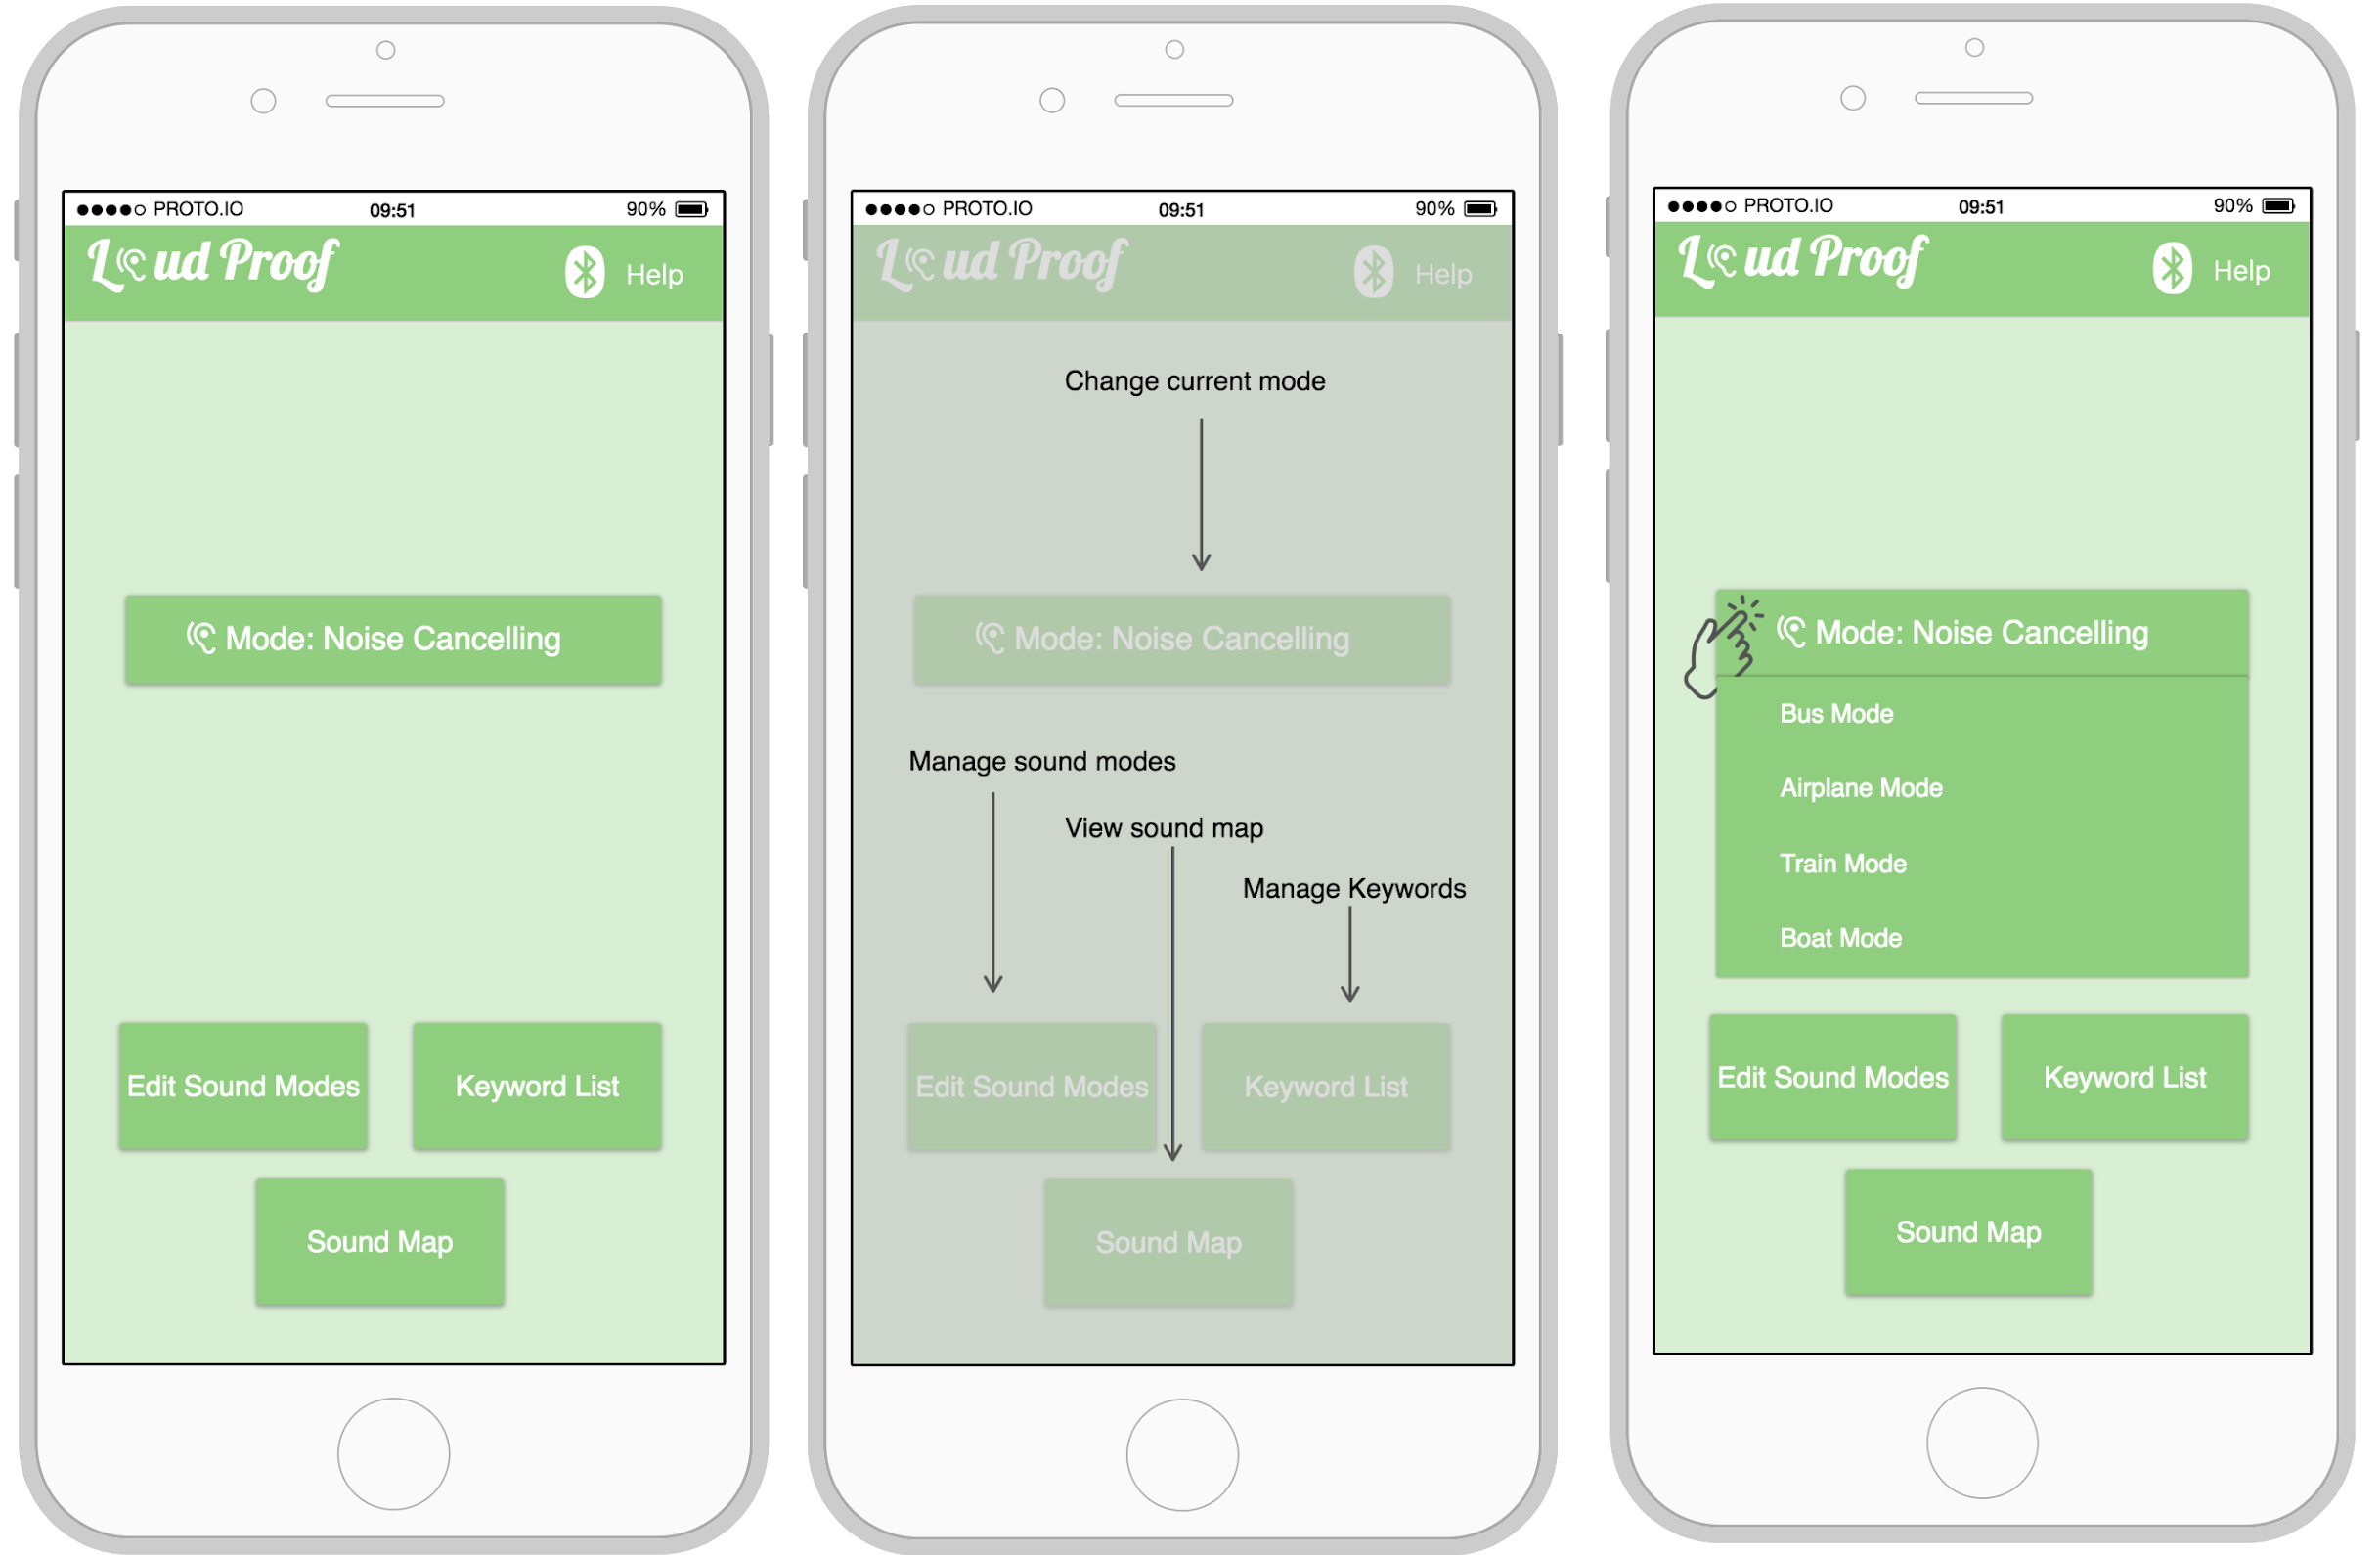 PROTO.IO 09:51 90%
Loud Proof Help
Mode: Noise Cancelling
Edit Sound Modes Keyword List
Sound Map
PROTO.IO 09:51 90%
Loud Proof Help
Change current mode
Mode: Noise Cancelling
Manage sound modes
View sound map
Manage Keywords
Edit Sound Modes Keyword List
Sound Map
PROTO.IO 09:51 90%
Loud Proof Help
Mode: Noise Cancelling
Bus Mode
Airplane Mode
Train Mode
Boat Mode
Edit Sound Modes Keyword List
Sound Map